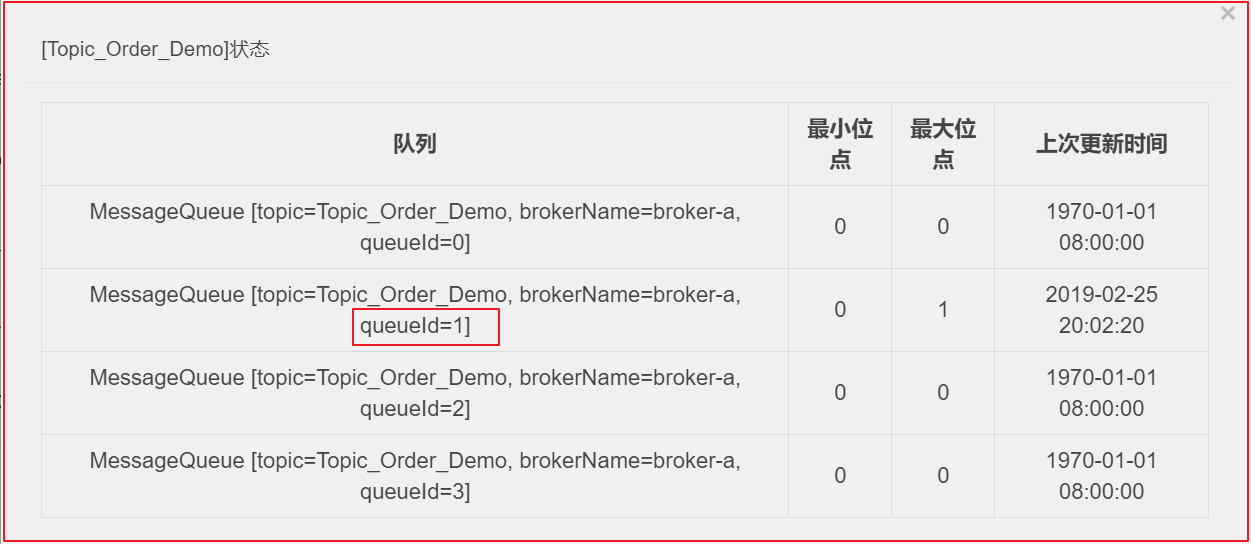 [Topic_Order_Demo]状态
×
队列
最小位
点
最大位
点
上次更新时间
MessageQueue [topic=Topic_Order_Demo, brokerName=broker-a,
queueId=0]
0
0
1970-01-01
08:00:00
MessageQueue [topic=Topic_Order_Demo, brokerName=broker-a,
queueId=1]
0
1
2019-02-25
20:02:20
MessageQueue [topic=Topic_Order_Demo, brokerName=broker-a,
queueId=2]
0
0
1970-01-01
08:00:00
MessageQueue [topic=Topic_Order_Demo, brokerName=broker-a,
queueId=3]
0
0
1970-01-01
08:00:00